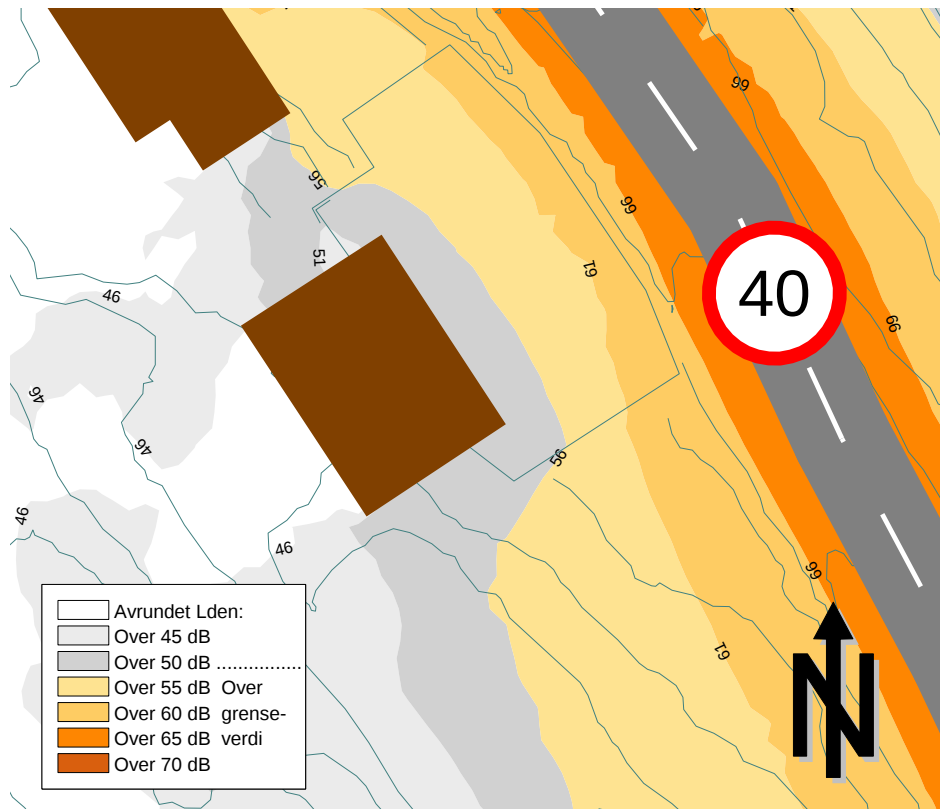 66
56
66
51
61
40
46
66
46
46
56
46
46
66
61
N
Avrundet Lden:
Over 45 dB
Over 50 dB ................
Over 55 dB Over
Over 60 dB grense-
Over 65 dB verdi
Over 70 dB